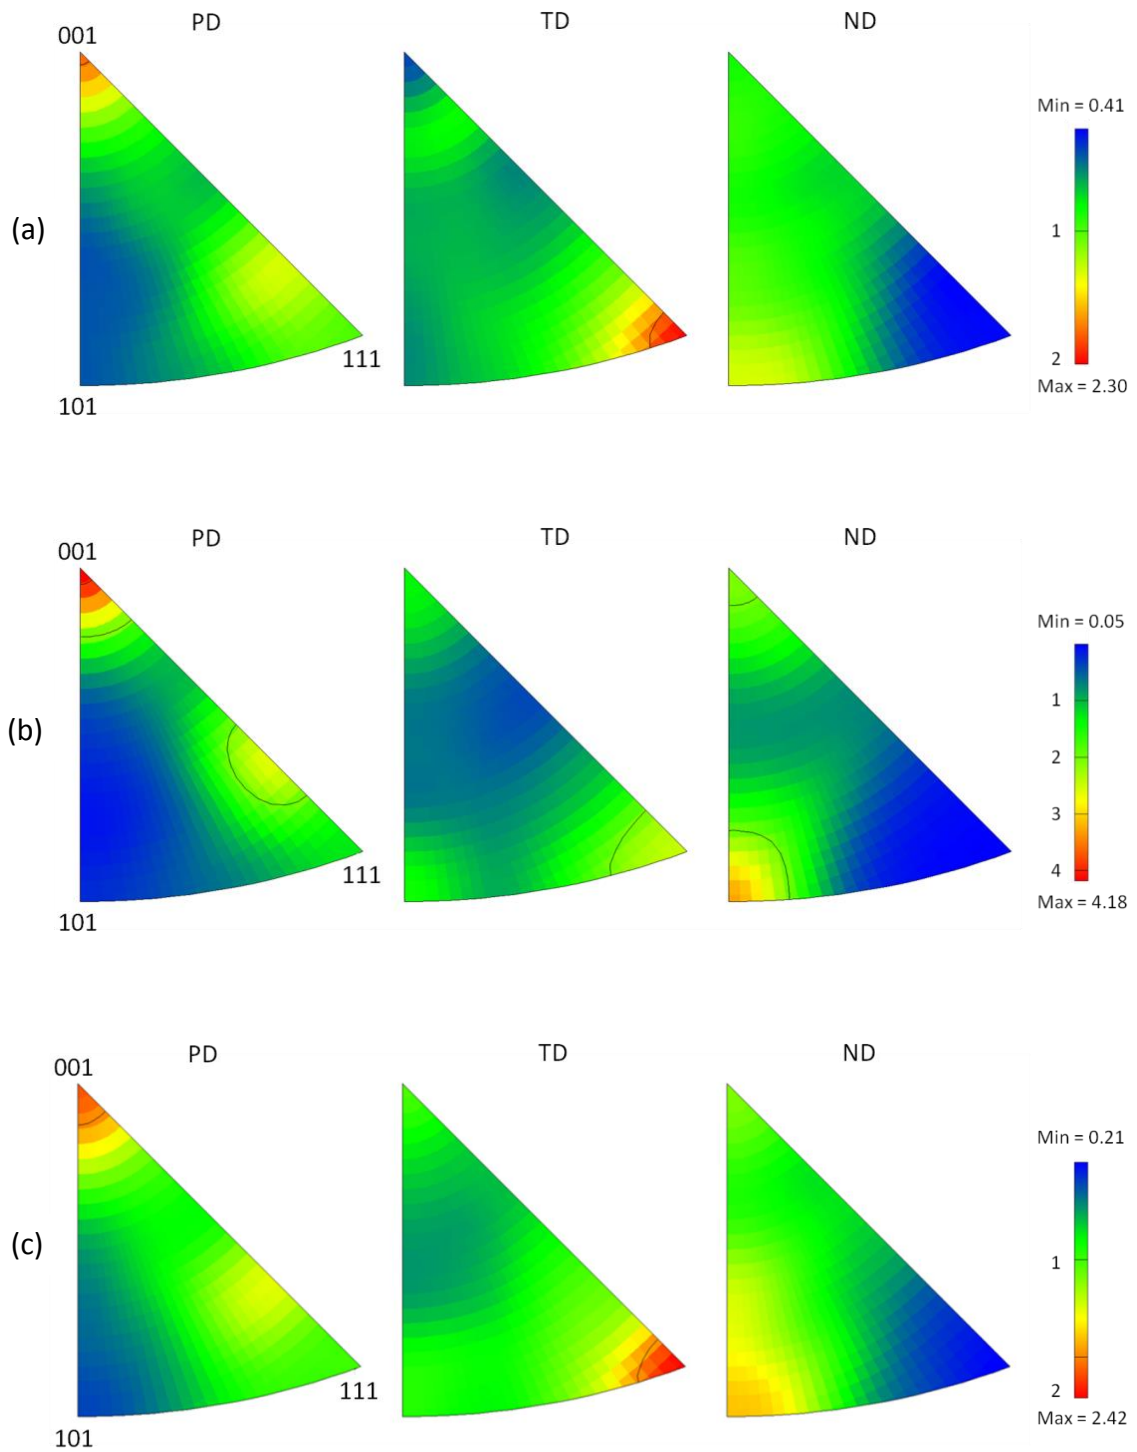 PD TD ND
001
Min = 0.41
(a)
1
111
2
Max = 2.30
101
PD TD ND
001
Min = 0.05
1
(b)
2
3
111
4
Max = 4.18
101
PD TD ND
001
Min = 0.21
(c)
1
111
2
Max = 2.42
101